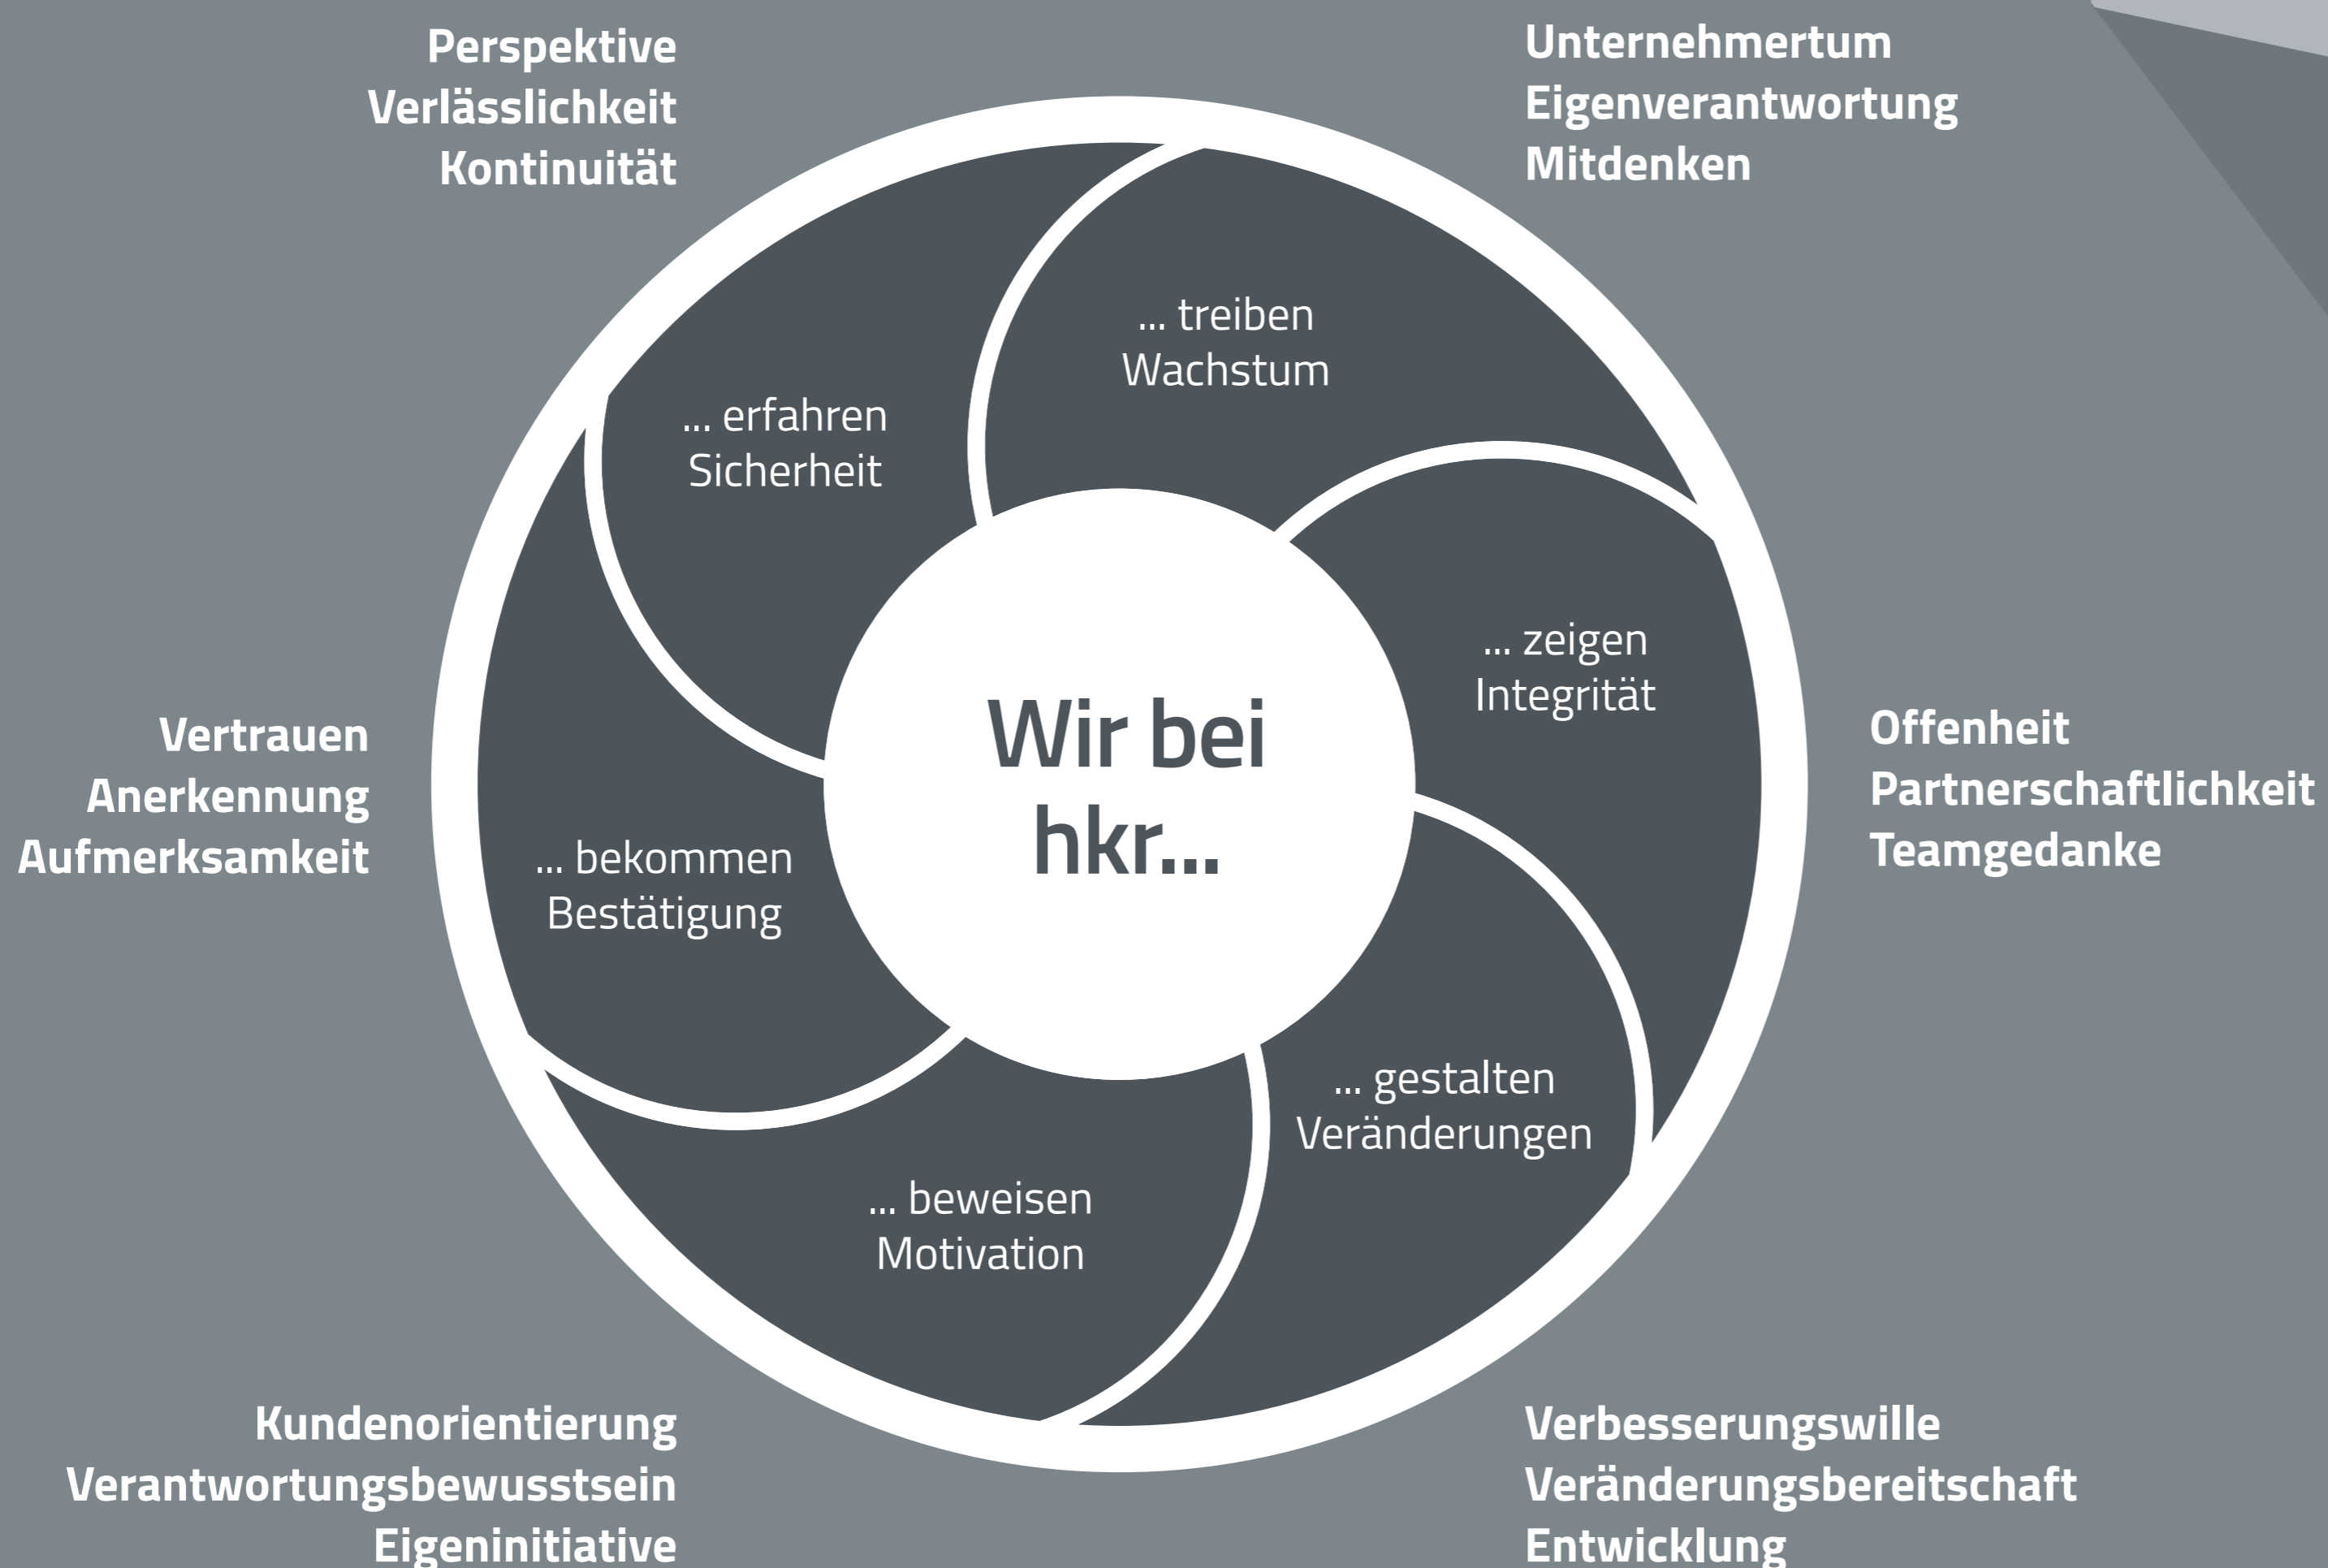 Perspektive
Verlässlichkeit
Kontinuität
Unternehmertum
Eigenverantwortung
Mitdenken
... treiben
Wachstum
... erfahren
Sicherheit
... zeigen
Integrität
Wir bei
hkr...
Vertrauen
Anerkennung
Aufmerksamkeit
Offenheit
Partnerschaftlichkeit
Teamgedanke
... bekommen
Bestätigung
... gestalten
Veränderungen
... beweisen
Motivation
Kundenorientierung
Verantwortungsbewusstsein
Eigeninitiative
Verbesserungswille
Veränderungsbereitschaft
Entwicklung